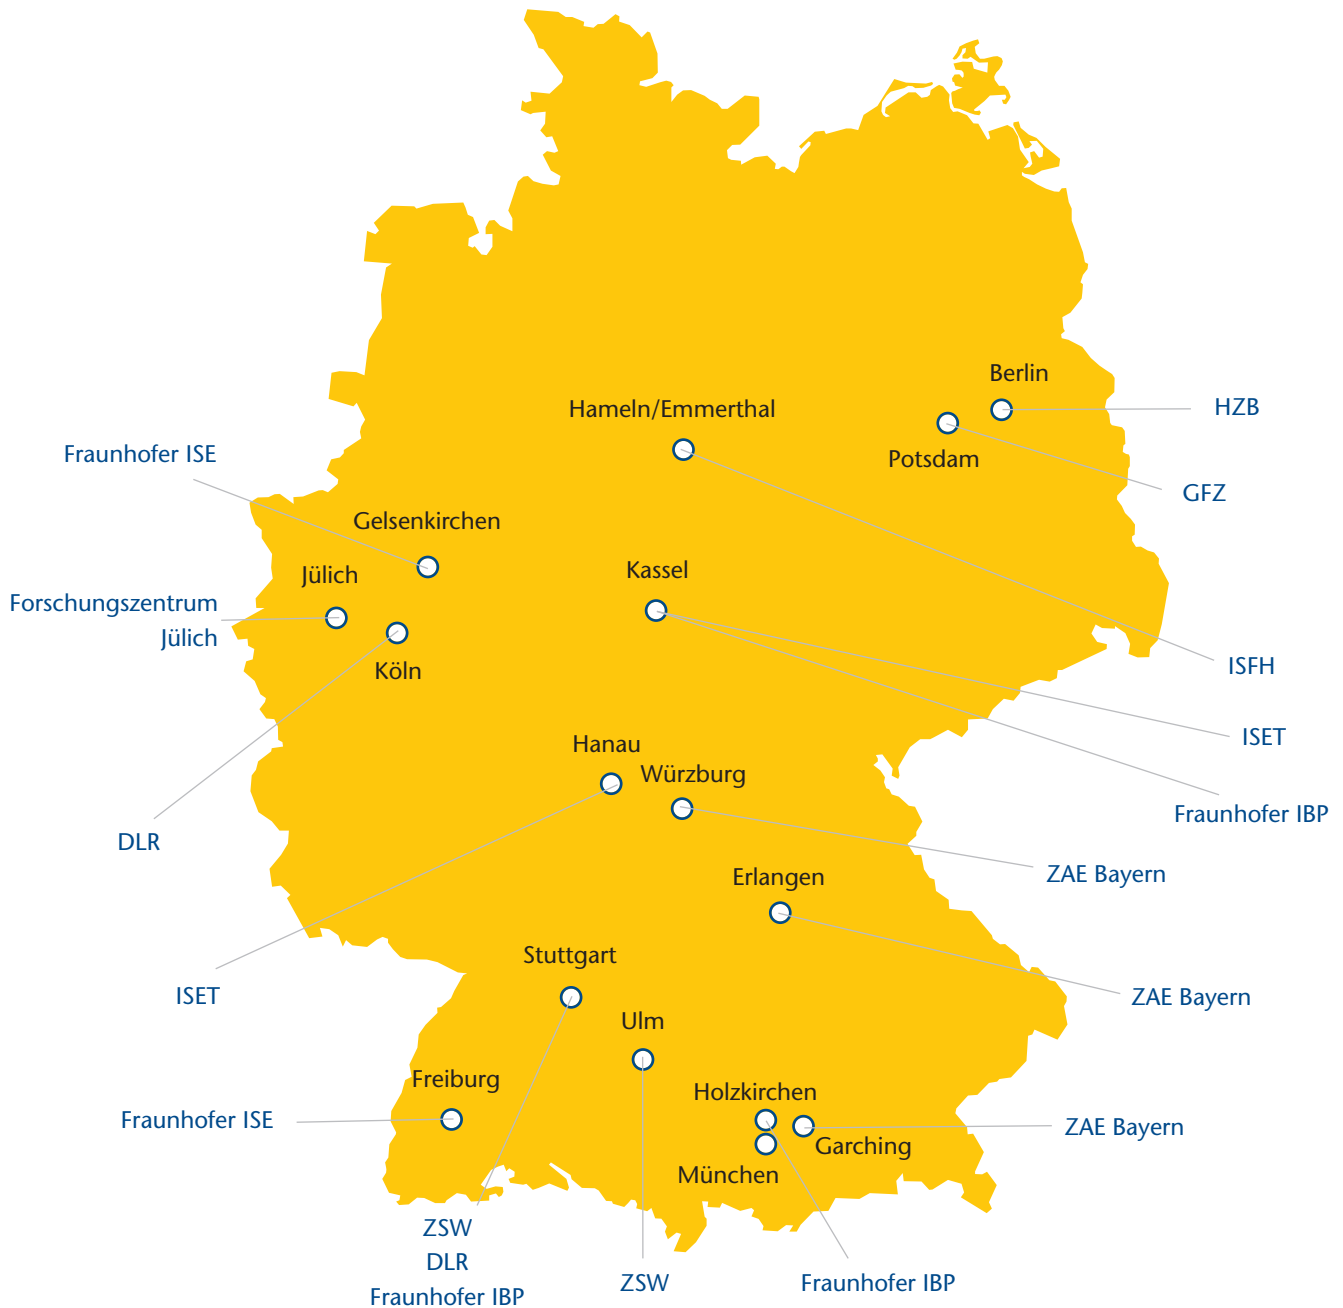 Berlin
Hameln/Emmerthal
HZB
Fraunhofer ISE
Potsdam
GFZ
Gelsenkirchen
Jülich
Kassel
Forschungszentrum
Jülich
Köln
ISFH
ISET
Hanau
Würzburg
Fraunhofer IBP
DLR
ZAE Bayern
Erlangen
Stuttgart
ISET
ZAE Bayern
Ulm
Freiburg
Holzkirchen
Fraunhofer ISE
ZAE Bayern
Garching
München
ZSW
DLR
Fraunhofer IBP
ZSW
Fraunhofer IBP